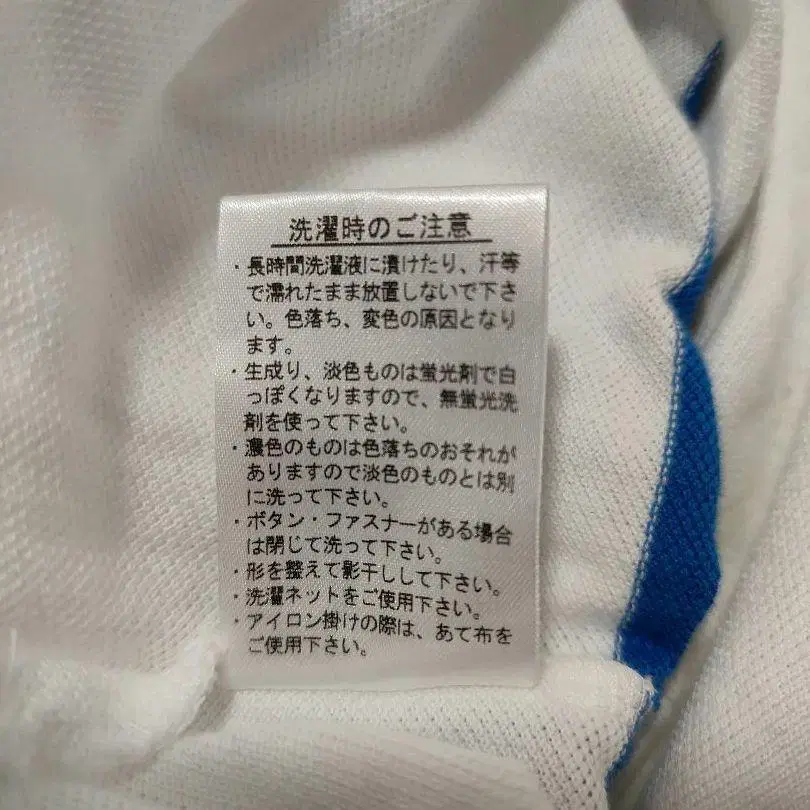 洗濯時のご注意
・長時間洗濯液に漬けたり、汗等
で濡れたまま放置しないで下さ
い。色落ち、変色の原因となり
ます。
・生成り、淡色ものは蛍光剤で白
っぽくなりますので、無蛍光洗
剤を使って下さい。
・濃色のものは色落ちのおそれが
ありますので淡色のものとは別
に洗って下さい。
・ボタン・ファスナーがある場合
は閉じて洗って下さい。
・形を整えて影干しして下さい。
・洗濯ネットをご使用下さい。
・アイロン掛けの際は、あて布を
ご使用下さい。